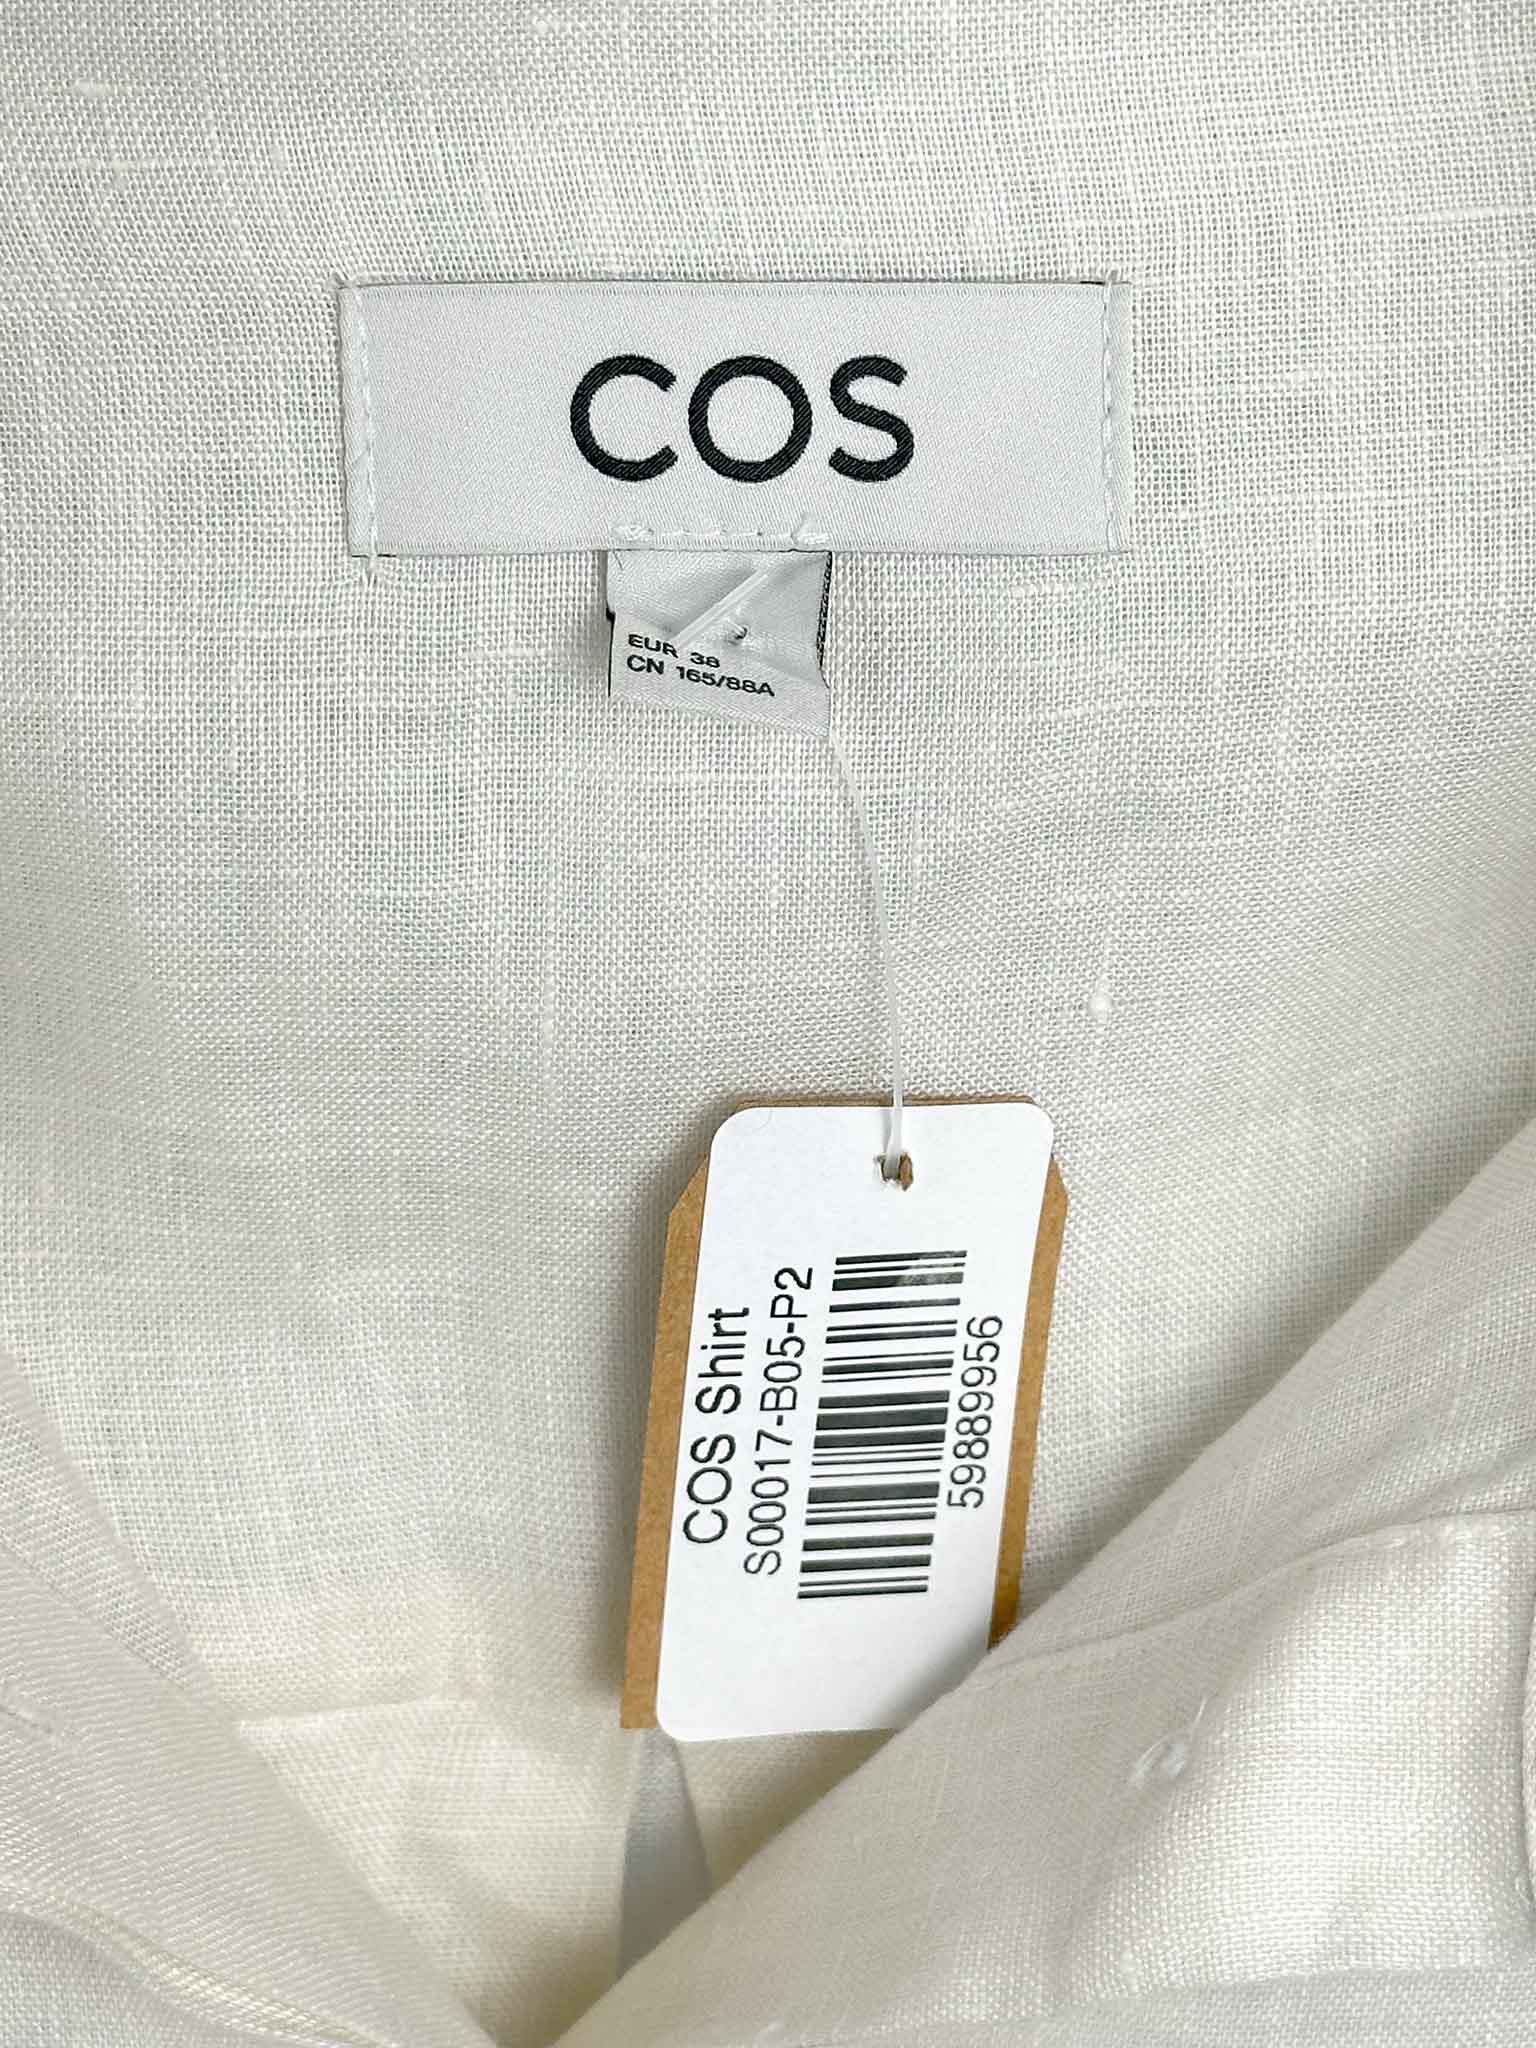 COS
EUR 38
CN 165/88A
COS Shirt
S00017-B05-P2
59889956